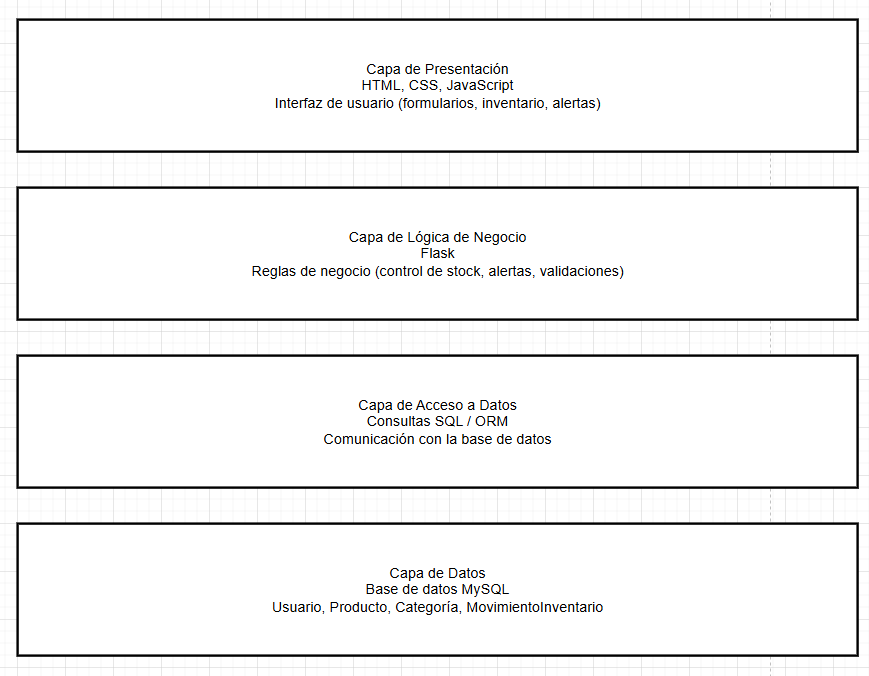 Capa de Presentación
HTML, CSS, JavaScript
Interfaz de usuario (formularios, inventario, alertas)
Capa de Lógica de Negocio
Flask
Reglas de negocio (control de stock, alertas, validaciones)
Capa de Acceso a Datos
Consultas SQL / ORM
Comunicación con la base de datos
Capa de Datos
Base de datos MySQL
Usuario, Producto, Categoría, MovimientoInventario